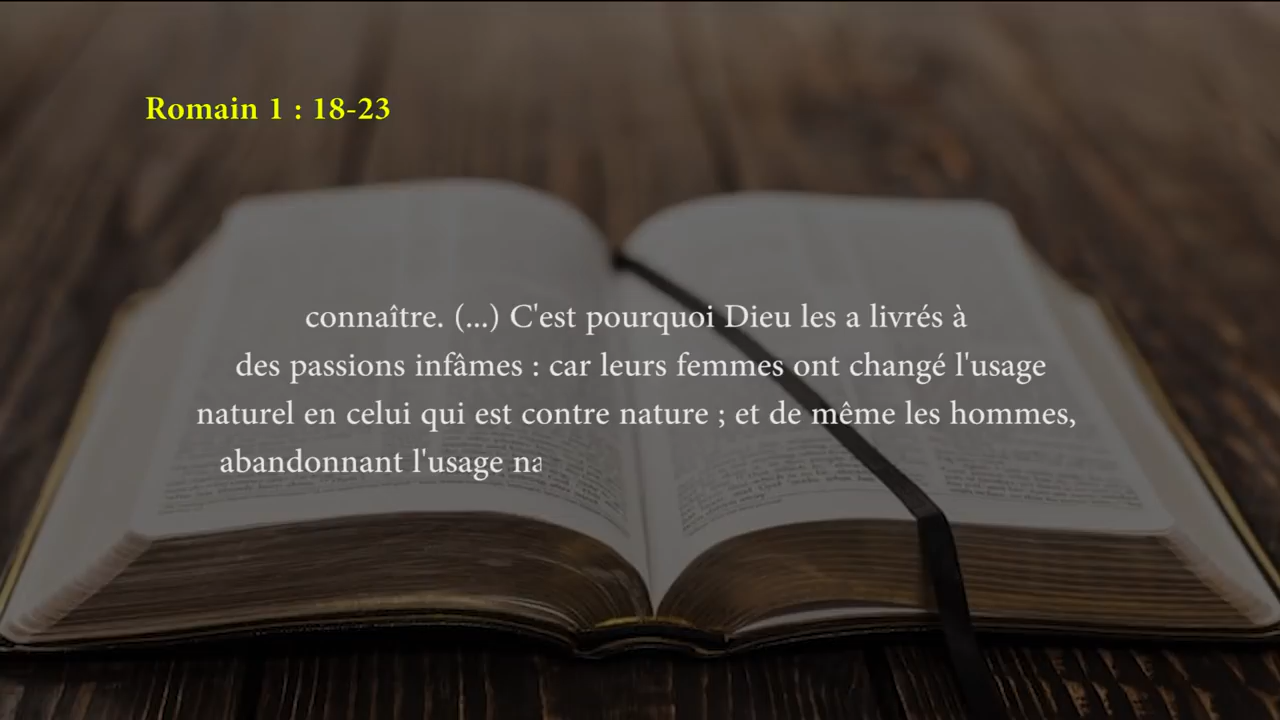 Romain 1 : 18-23
connaître. (...) C'est pourquoi Dieu les a livrés à
des passions infâmes : car leurs femmes ont changé l'usage
naturel en celui qui est contre nature ; et de même les hommes,
abandonnant l'usage na